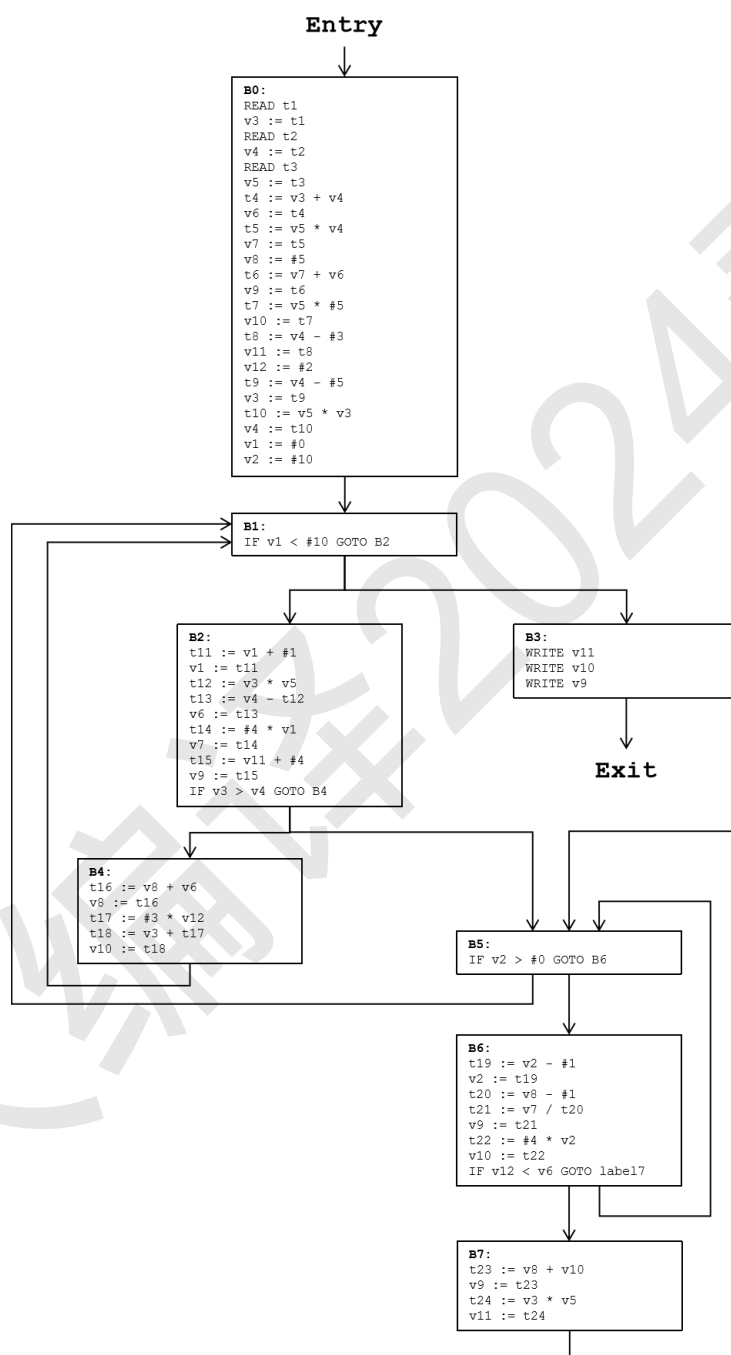 Entry
B0:
READ t1
v3 := t1
READ t2
v4 := t2
READ t3
v5 := t3
t4 := v3 + v4
v6 := t4
t5 := v5 * v4
v7 := t5
v8 := #5
t6 := v7 + v6
v9 := t6
t7 := v5 * #5
v10 := t7
t8 := v4 - #3
v11 := t8
v12 := #2
t9 := v4 - #5
v3 := t9
t10 := v5 * v3
v4 := t10
v1 := #0
v2 := #10
B1:
IF v1 < #10 GOTO B2
B2:
t11 := v1 + #1
v1 := t11
t12 := v3 * v5
t13 := v4 - t12
v6 := t13
t14 := #4 * v1
v7 := t14
t15 := v11 + #4
v9 := t15
IF v3 > v4 GOTO B4
B3:
WRITE v11
WRITE v10
WRITE v9
Exit
B4:
t16 := v8 + v6
v8 := t16
t17 := #3 * v12
t18 := v3 + t17
v10 := t18
B5:
IF v2 > #0 GOTO B6
B6:
t19 := v2 - #1
v2 := t19
t20 := v8 - #1
t21 := v7 / t20
v9 := t21
t22 := #4 * v2
v10 := t22
IF v12 < v6 GOTO label7
B7:
t23 := v8 + v10
v9 := t23
t24 := v3 * v5
v11 := t24
编译2024